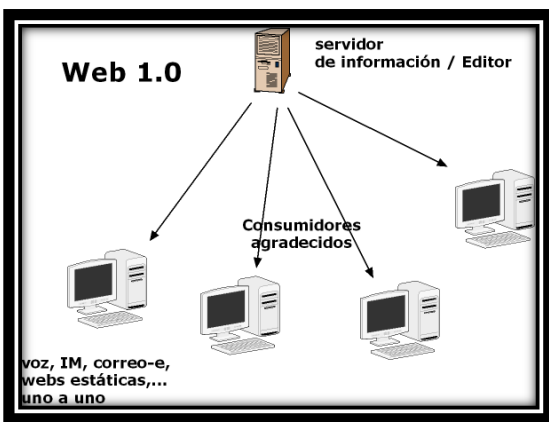 Web 1.0
servidor
de información / Editor
Consumidores
agradecidos
voz, IM, correo-e,
webs estáticas,...
uno a uno